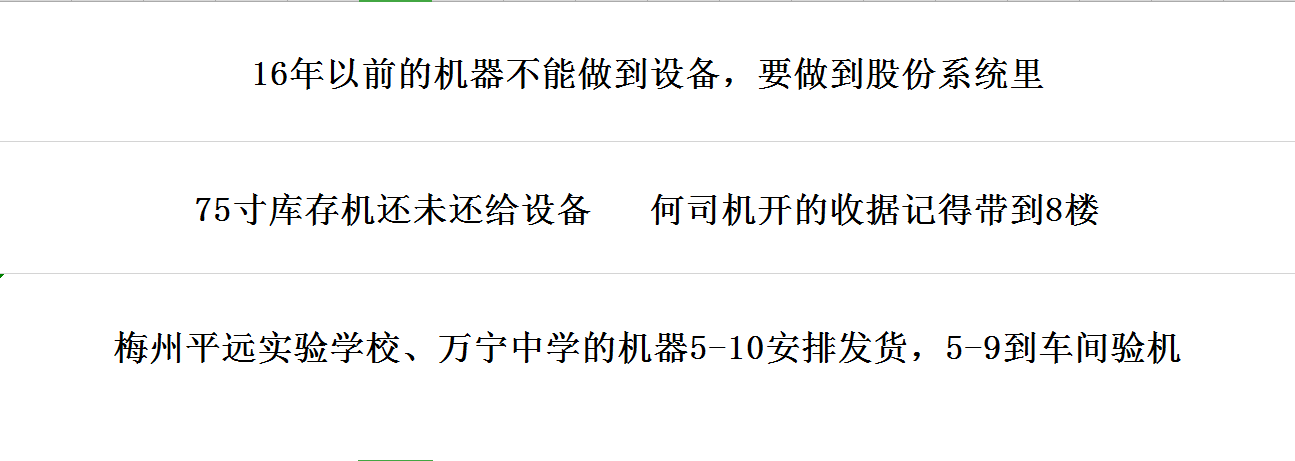 16年以前的机器不能做到设备，要做到股份系统里
75寸库存机还未还给设备 何司机开的收据记得带到8楼
梅州平远实验学校、万宁中学的机器5-10安排发货，5-9到车间验机